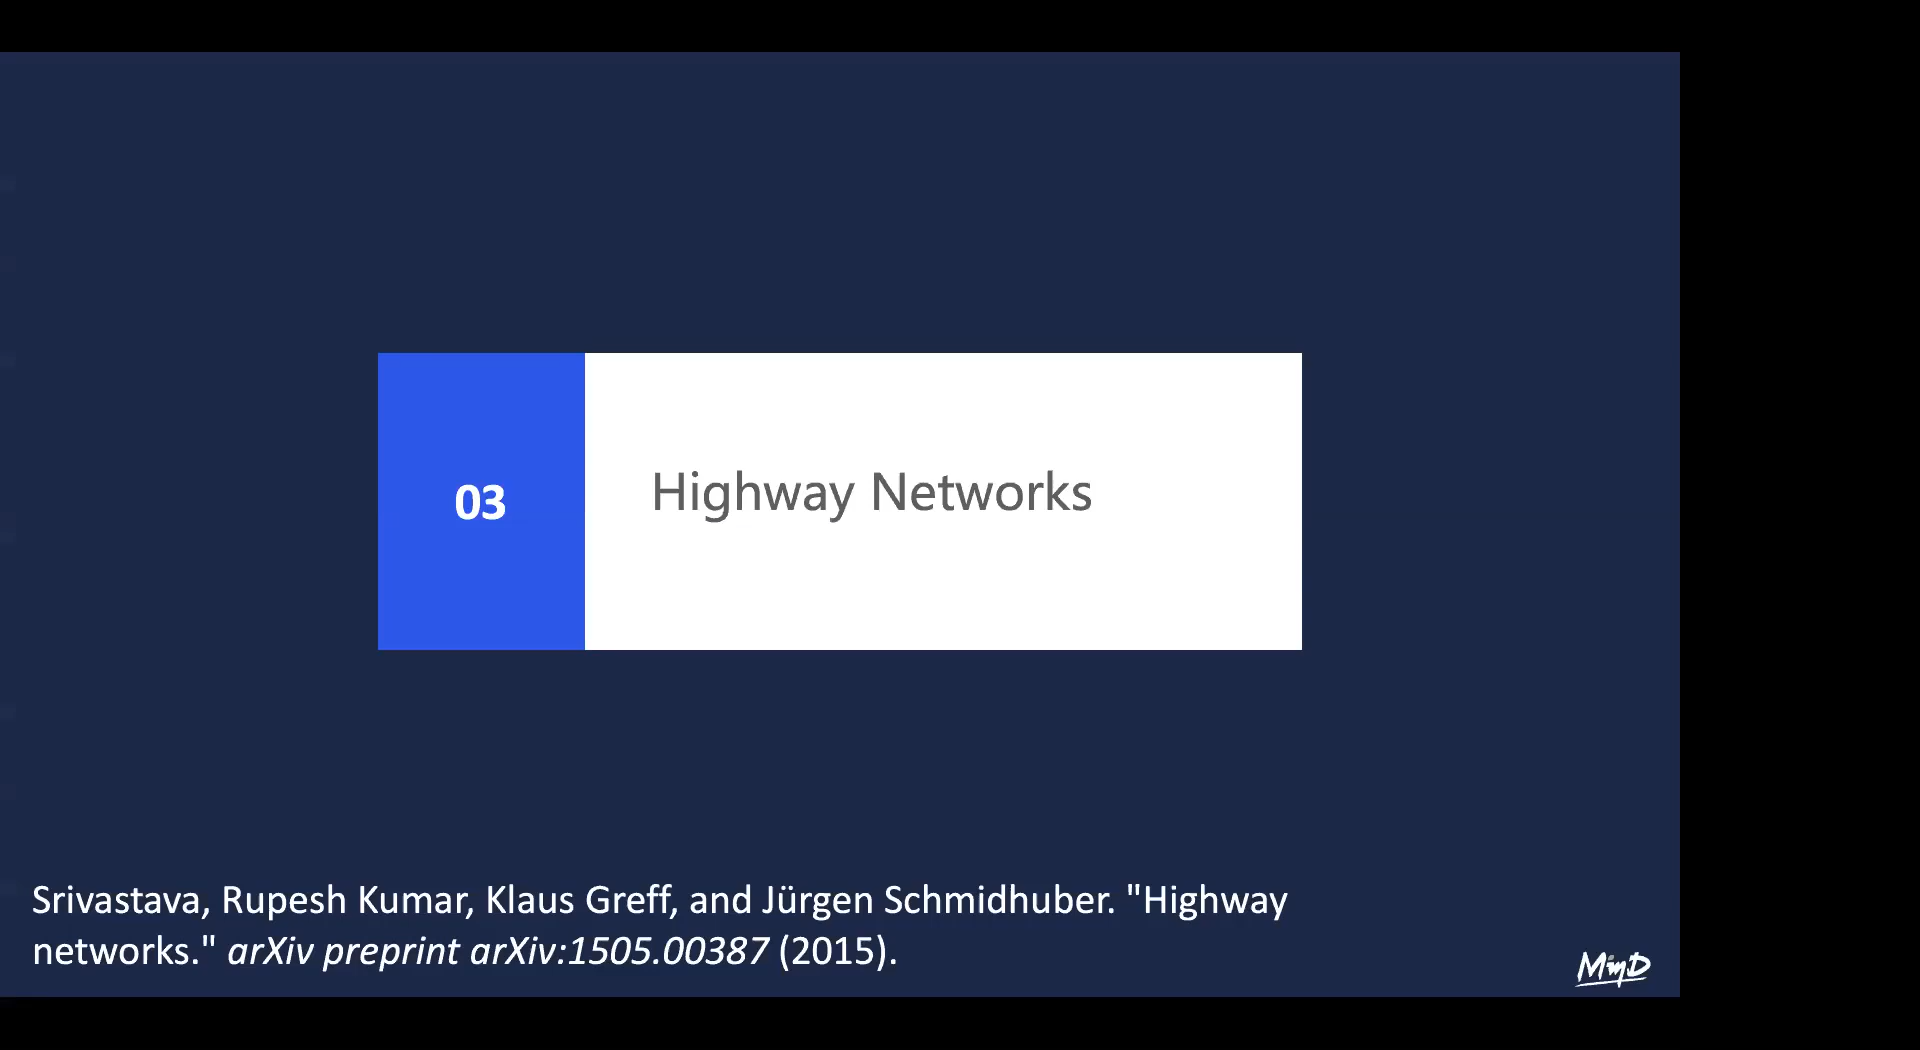 03
Highway Networks
Srivastava, Rupesh Kumar, Klaus Greff, and Jürgen Schmidhuber. "Highway
networks." arXiv preprint arXiv:1505.00387 (2015).
MinD